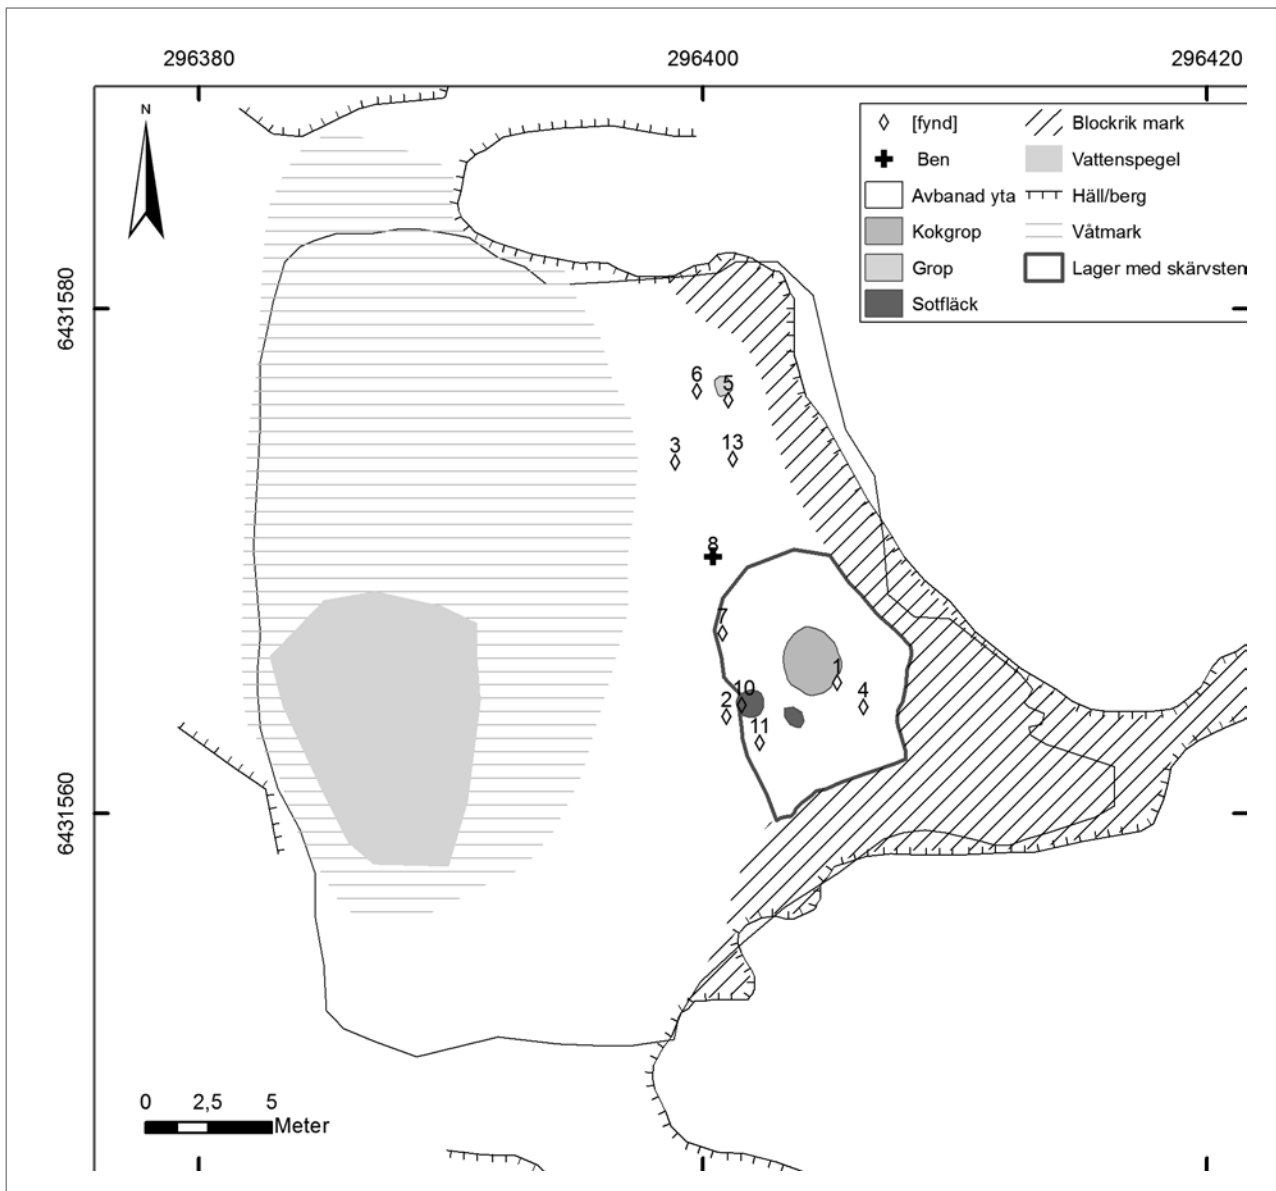 296380 296400 296420
N
[fynd] Blockrik mark
Ben Vattenspegel
Avbanad yta Häll/berg
Kokgrop Våtmark
Grop Lager med skärvsten
Sotfläck
6431580
6 5
3 13
8
7
1
10 4
2
11
6431560
0 2,5 5
Meter